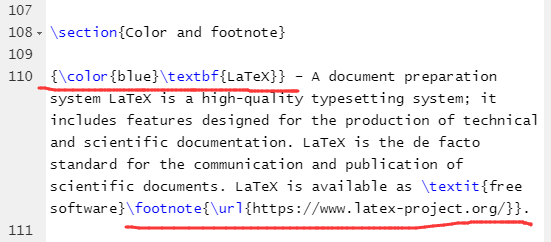 107
108 \section{Color and footnote}
109
110 {\color{blue}\textbf{LaTeX}} - A document preparation
system LaTeX is a high-quality typesetting system; it
includes features designed for the production of technical
and scientific documentation. LaTeX is the de facto
standard for the communication and publication of
scientific documents. LaTeX is available as \textit{free
software}\footnote{\url{https://www.latex-project.org/}}.
111